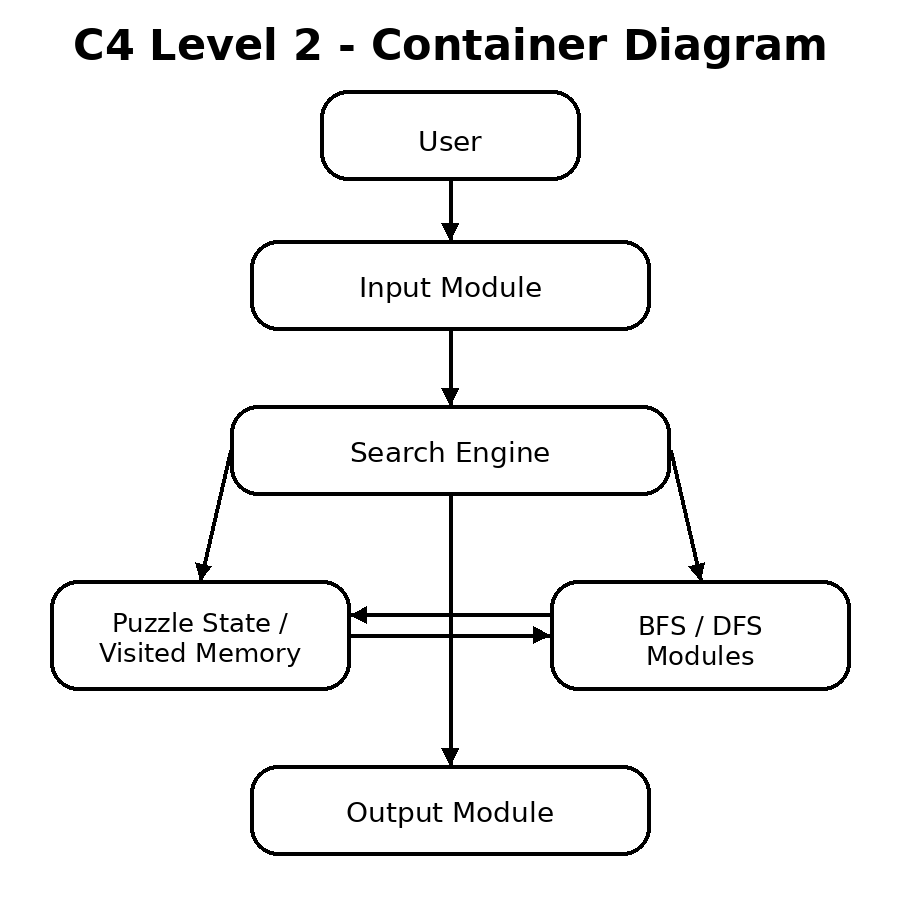 C4 Level 2 - Container Diagram
User
Input Module
Search Engine
Puzzle State /
Visited Memory
BFS / DFS
Modules
Output Module